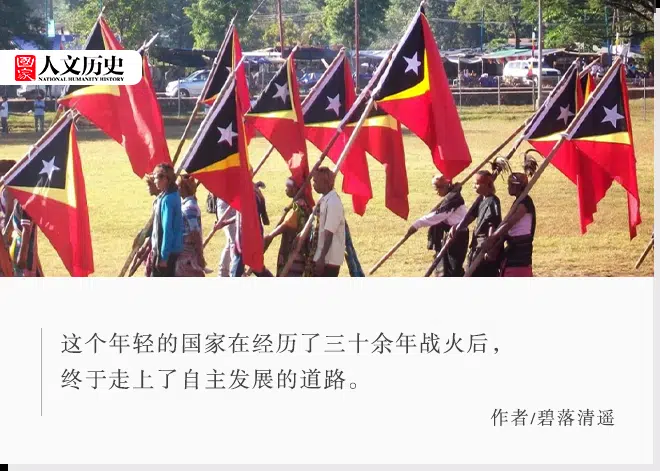 國家
人文历史
NATIONAL HUMANITY HISTORY
这个年轻的国家在经历了三十余年战火后，
终于走上了自主发展的道路。
作者/碧落清遥